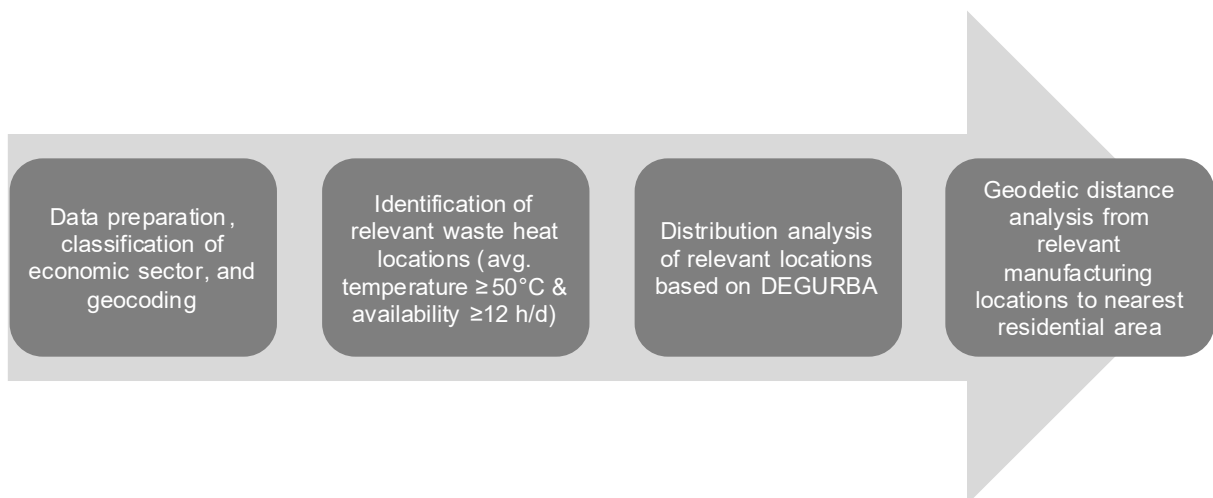 Data preparation,
classification of
economic sector, and
geocoding
Identification of
relevant waste heat
locations (avg.
temperature ≥50°C &
availability ≥12 h/d)
Distribution analysis
of relevant locations
based on DEGURBA
Geodetic distance
analysis from
relevant
manufacturing
locations to nearest
residential area